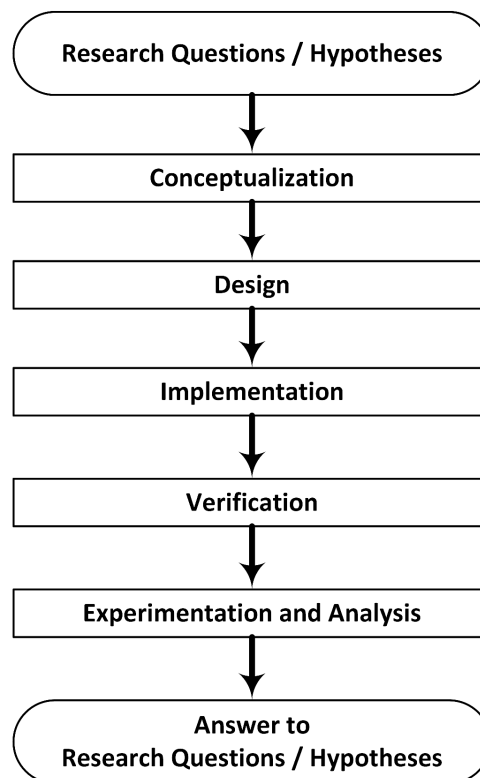 Research Questions / Hypotheses
Conceptualization
Design
Implementation
Verification
Experimentation and Analysis
Answer to
Research Questions / Hypotheses